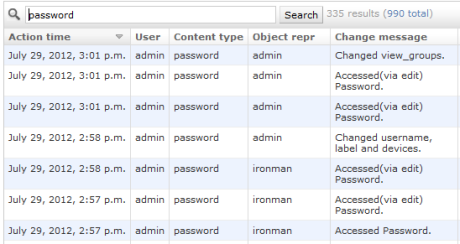 password Search 335 results (990 total)
Action time User Content type Object repr Change message
July 29, 2012, 3:01 p.m. admin password admin Changed view_groups.
July 29, 2012, 3:01 p.m. admin password admin Accessed(via edit)
Password.
July 29, 2012, 3:01 p.m. admin password admin Accessed(via edit)
Password.
July 29, 2012, 2:58 p.m. admin password admin Changed username,
label and devices.
July 29, 2012, 2:58 p.m. admin password ironman Accessed(via edit)
Password.
July 29, 2012, 2:57 p.m. admin password ironman Accessed(via edit)
Password.
July 29, 2012, 2:57 p.m. admin password ironman Accessed Password.